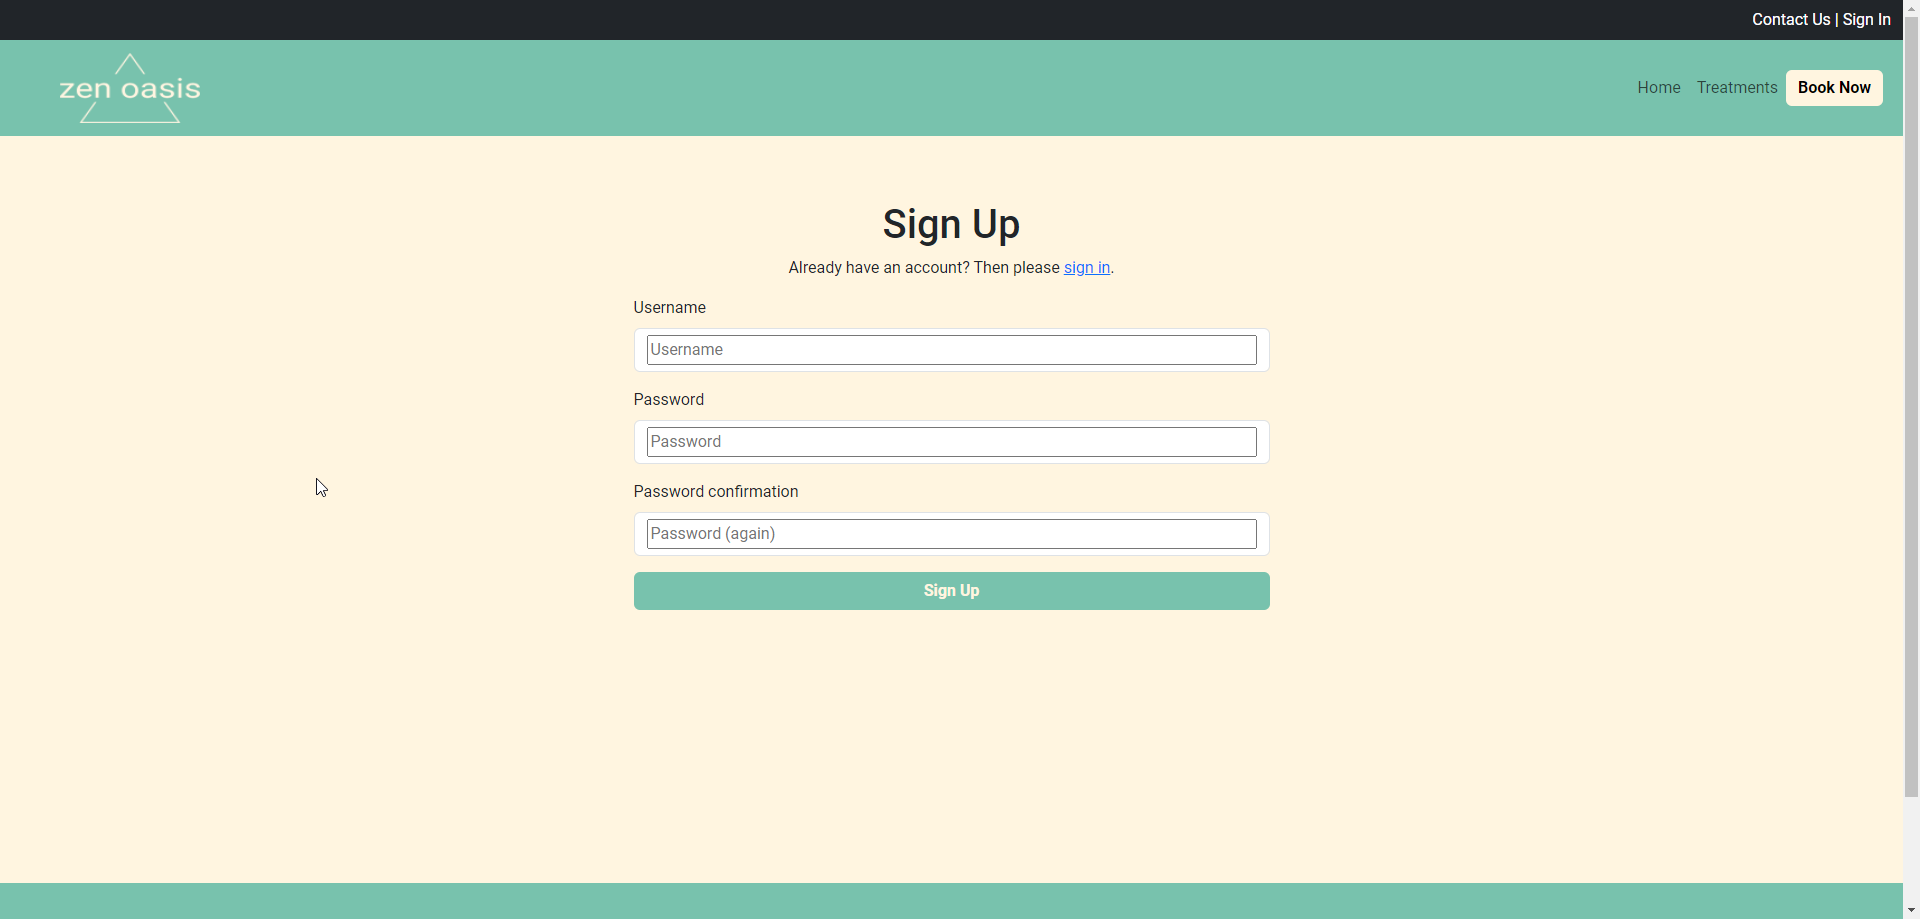 Contact Us | Sign In
zen oasis
Home Treatments Book Now
Sign Up
Already have an account? Then please sign in.
Username
Username
Password
Password
Password confirmation
Password (again)
Sign Up